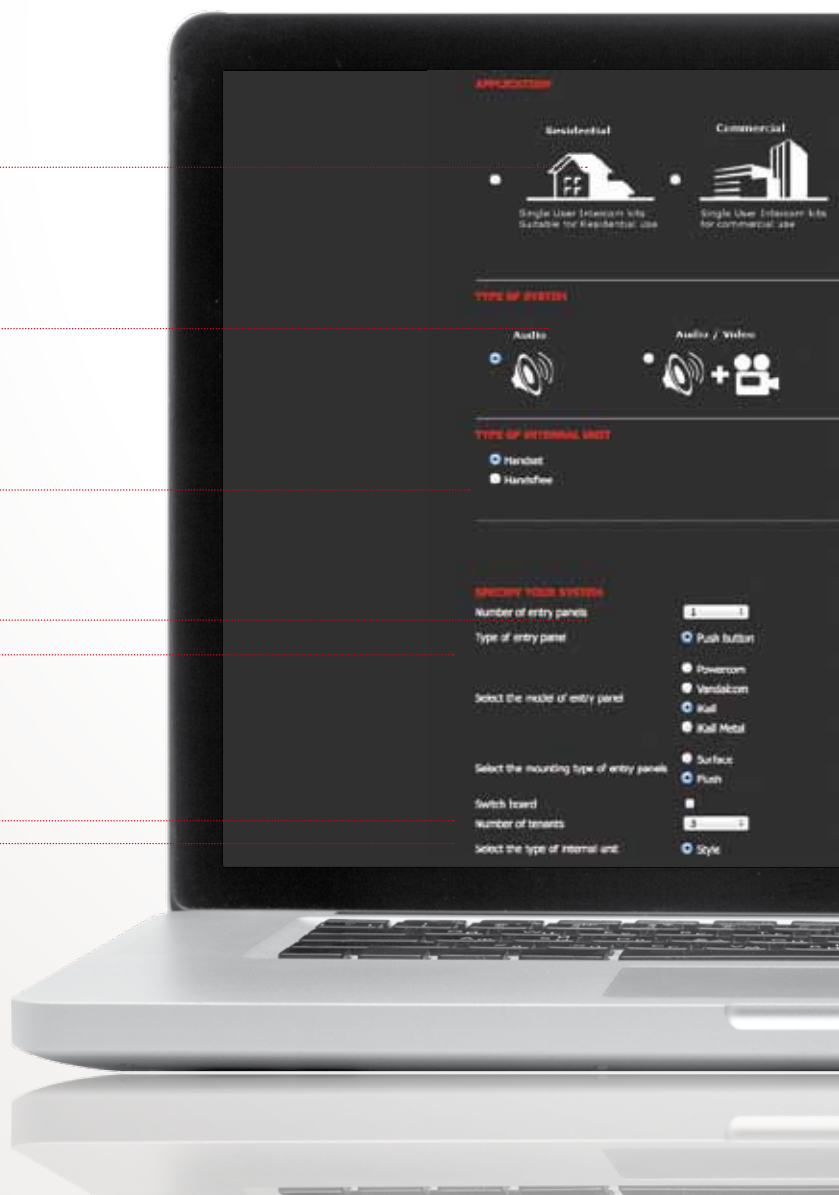 APPLICATION
Residential
Commercial
Single User Intercom kits
Suitable for Residential use
Single User Intercom kits
for commercial use
TYPE OF SYSTEM
Audio
Audio / Video
TYPE OF INTERNAL UNIT
Handset
Handsfree
SPECIFY YOUR SYSTEM
Number of entry panels
1
Type of entry panel
Push button
Select the model of entry panel
Powercom
Vandalcom
iKall
iKall Metal
Select the mounting type of entry panels
Surface
Flush
Switch board
Number of tenants
3
Select the type of internal unit
Style